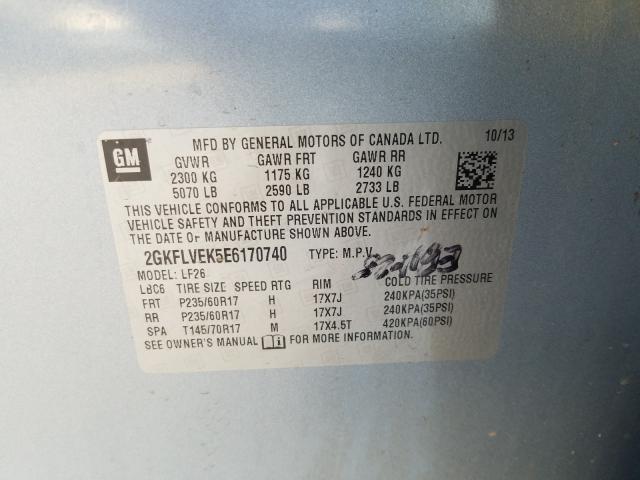 GM
MFD BY GENERAL MOTORS OF CANADA LTD. 10/13
GVWR GAWR FRT GAWR RR
2300 KG 1175 KG 1240 KG
5070 LB 2590 LB 2733 LB
THIS VEHICLE CONFORMS TO ALL APPLICABLE U.S. FEDERAL MOTOR
VEHICLE SAFETY AND THEFT PREVENTION STANDARDS IN EFFECT ON
THE DATE OF MANUFACTURE SHOWN ABOVE.
2GKFLVEK5E6170740 TYPE: M.P.V.
MODEL: LF26
LBC6 TIRE SIZE SPEED RTG RIM COLD TIRE PRESSURE
FRT P235/60R17 H 17X7J 240KPA(35PSI)
RR P235/60R17 H 17X7J 240KPA(35PSI)
SPA T145/70R17 M 17X4.5T 420KPA(60PSI)
SEE OWNER'S MANUAL FOR MORE INFORMATION.